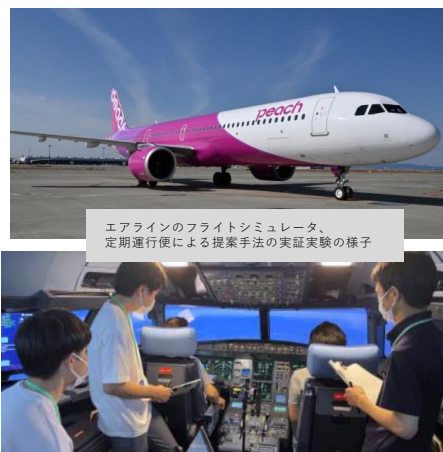 peach
エアラインのフライトシミュレータ、
定期運行便による提案手法の実証実験の様子